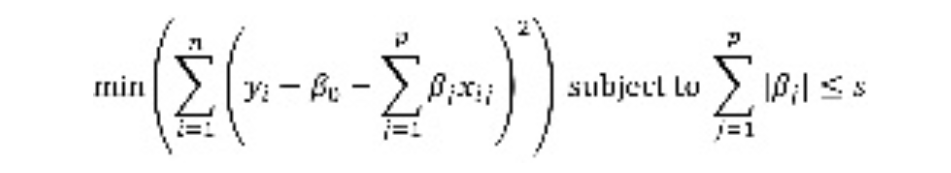 min(∑_{i=1}^{n}(y_i − β_0 − ∑_{j=1}^{p} β_j x_{ij})^2) subject to ∑_{j=1}^{p} |β_j| ≤ s